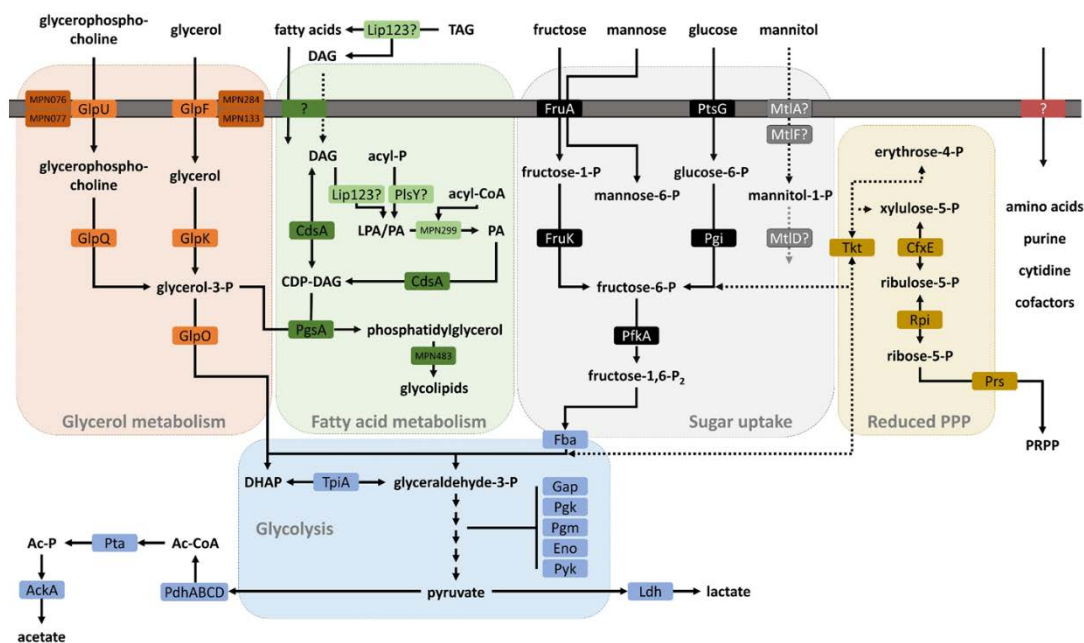 glycerophospho-
choline
glycerol
fatty acids
Lip123?
TAG
DAG
fructose
mannose
glucose
mannitol
MPN076
MPN077
GlpU
GlpF
MPN284
MPN133
?
FruA
PtsG
MtlA?
?
MtlF?
glycerophospho-
choline
glycerol
DAG
acyl-P
acyl-CoA
Lip123?
PlsY?
LPA/PA
MPN299
PA
CdsA
CdsA
CDP-DAG
fructose-1-P
mannose-6-P
glucose-6-P
mannitol-1-P
erythrose-4-P
xylulose-5-P
amino acids
purine
cytidine
cofactors
GlpQ
GlpK
FruK
Pgi
MtlD?
Tkt
CfxE
ribulose-5-P
Rpi
ribose-5-P
Prs
PRPP
glycerol-3-P
GlpO
PgsA
phosphatidylglycerol
MPN483
glycolipids
fructose-6-P
PfkA
fructose-1,6-P₂
Glycerol metabolism
Fatty acid metabolism
Sugar uptake
Reduced PPP
Fba
DHAP
TpiA
glyceraldehyde-3-P
Gap
Pgk
Pgm
Eno
Pyk
Glycolysis
Ac-P
Pta
Ac-CoA
AckA
PdhABCD
pyruvate
Ldh
lactate
acetate